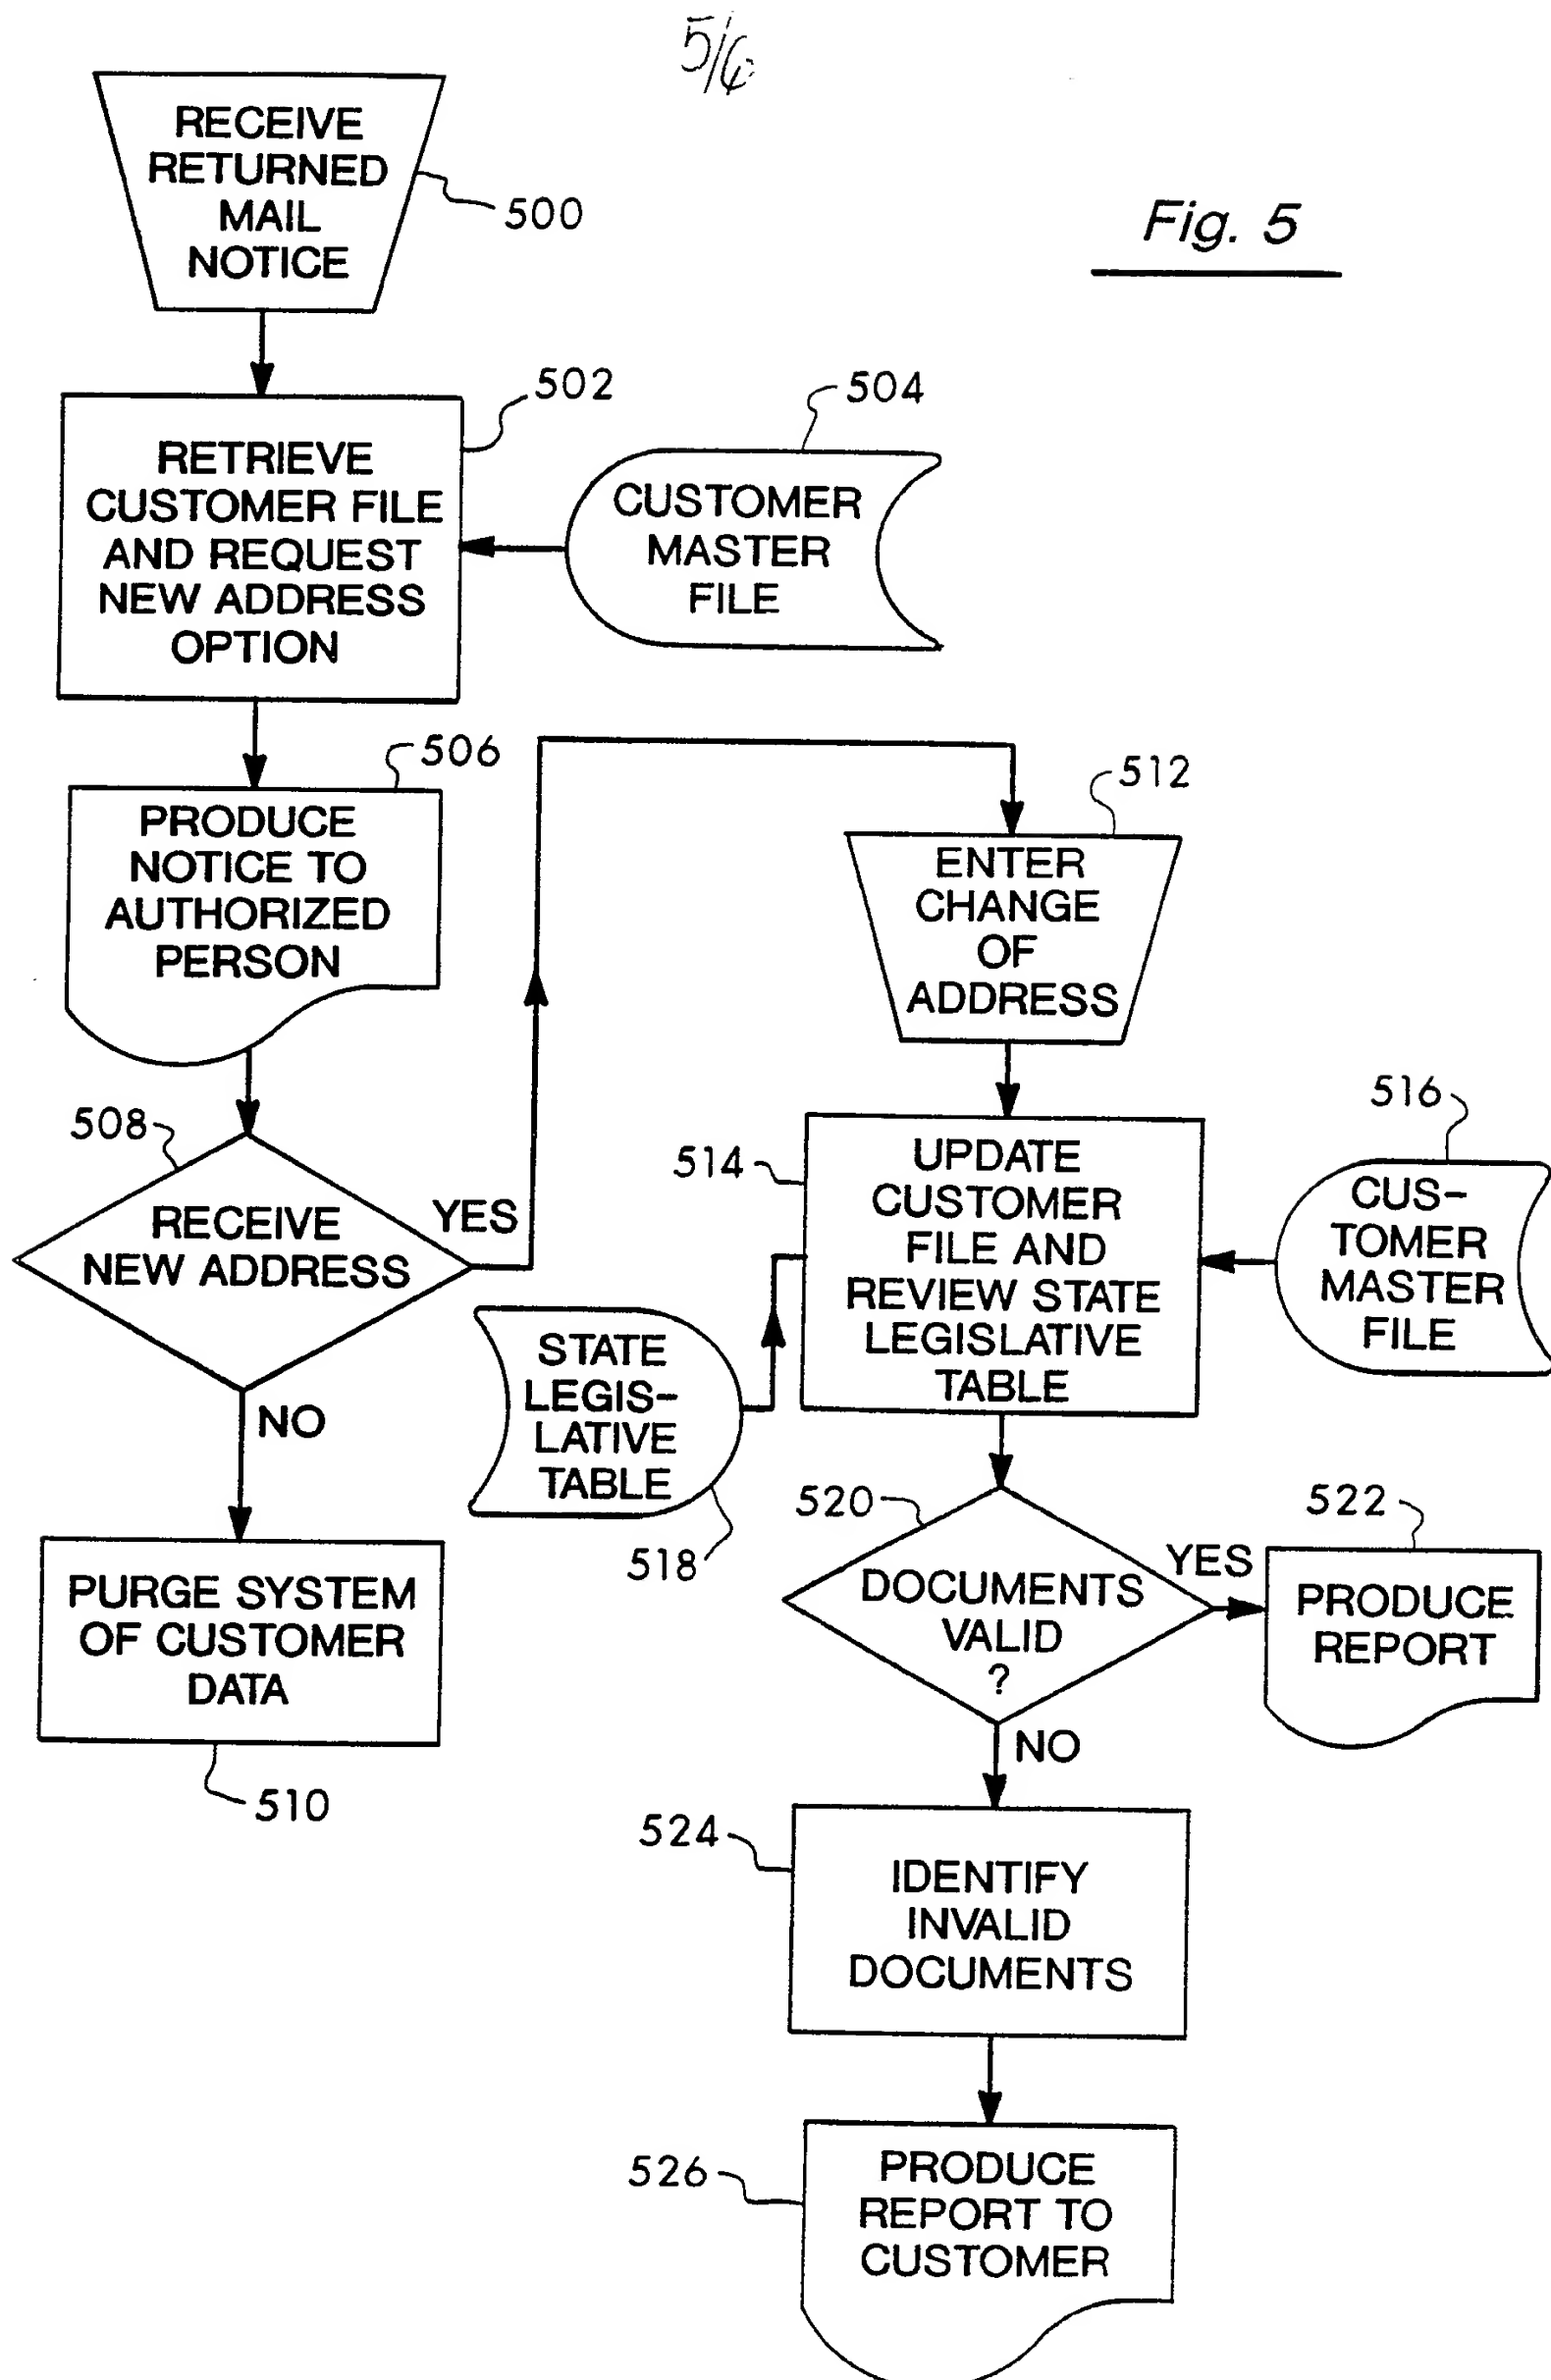 5/6
RECEIVE
RETURNED
MAIL
NOTICE
500
Fig. 5
502
504
RETRIEVE
CUSTOMER FILE
AND REQUEST
NEW ADDRESS
OPTION
CUSTOMER
MASTER
FILE
506
PRODUCE
NOTICE TO
AUTHORIZED
PERSON
512
ENTER
CHANGE
OF
ADDRESS
508
RECEIVE
NEW ADDRESS
YES
NO
514
UPDATE
CUSTOMER
FILE AND
REVIEW STATE
LEGISLATIVE
TABLE
516
CUS-
TOMER
MASTER
FILE
STATE
LEGIS-
LATIVE
TABLE
518
PURGE SYSTEM
OF CUSTOMER
DATA
510
520
DOCUMENTS
VALID
?
YES
522
PRODUCE
REPORT
NO
524
IDENTIFY
INVALID
DOCUMENTS
526
PRODUCE
REPORT TO
CUSTOMER